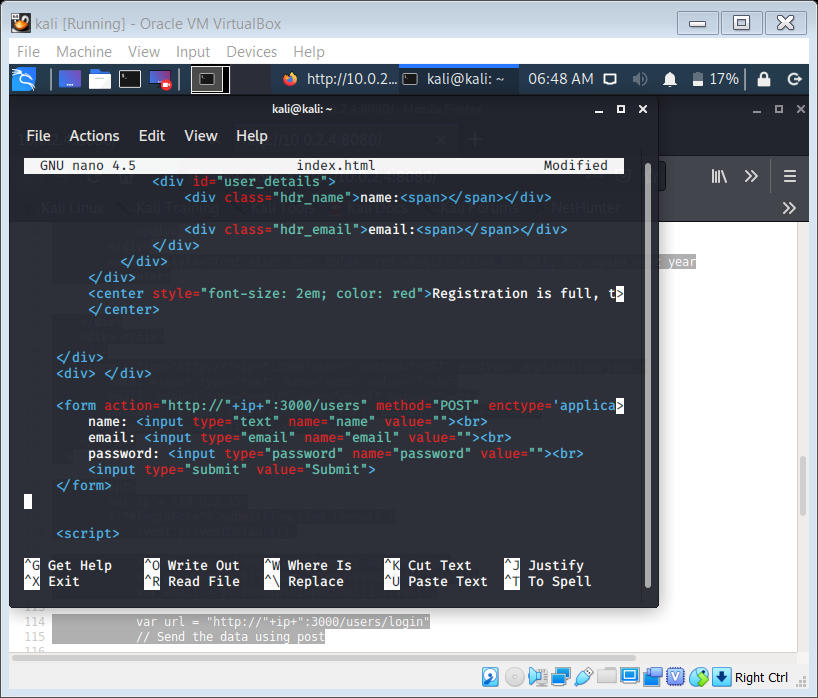 kali [Running] - Oracle VM VirtualBox
File Machine View Input Devices Help
http://10.0.2... kali@kali: ~ 06:48 AM 17%
kali@kali: ~
File Actions Edit View Help
GNU nano 4.5 index.html Modified
<div id="user_details">
<div class="hdr_name">name:<span></span></div>
<div class="hdr_email">email:<span></span></div>
</div>
</div>
</div>
year
<center style="font-size: 2em; color: red">Registration is full, t>
</center>
</div>
<div> </div>
<form action="http://"+ip+":3000/users" method="POST" enctype='applica>
name: <input type="text" name="name" value=""><br>
email: <input type="email" name="email" value=""><br>
password: <input type="password" name="password" value=""><br>
<input type="submit" value="Submit">
</form>
<script>
^G Get Help ^O Write Out ^W Where Is ^K Cut Text ^J Justify
^X Exit ^R Read File ^\ Replace ^U Paste Text ^T To Spell
113
114 var url = "http://"+ip+":3000/users/login"
115 // Send the data using post
116
Right Ctrl